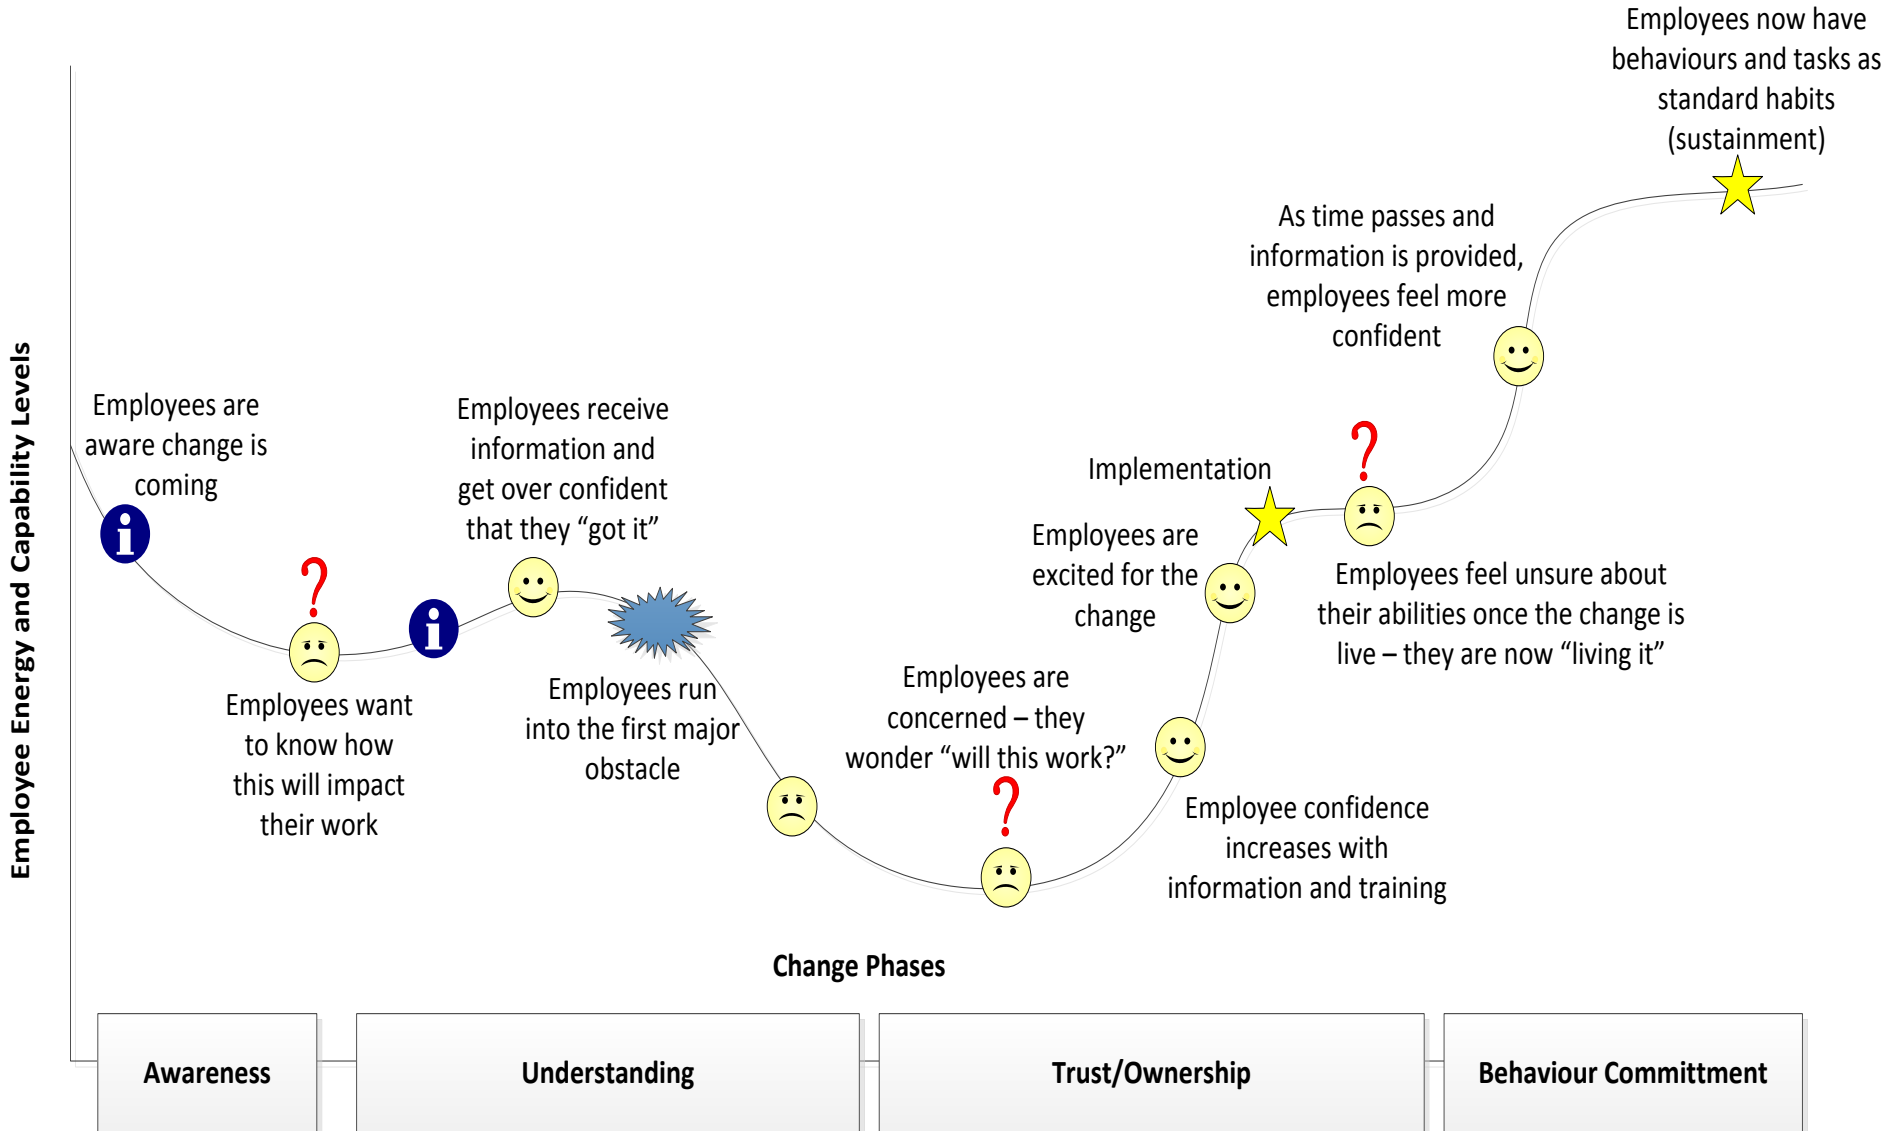 Employees now have
behaviours and tasks as
standard habits
(sustainment)
As time passes and
information is provided,
employees feel more
confident
Employee Energy and Capability Levels
Employees are
aware change is
coming
i
Employees receive
information and
get over confident
that they “got it”
?
Employees want
to know how
this will impact
their work
i
Employees run
into the first major
obstacle
Employees are
concerned – they
wonder “will this work?”
?
Employee confidence
increases with
information and training
Employees are
excited for the
change
Implementation
?
Employees feel unsure about
their abilities once the change is
live – they are now “living it”
Change Phases
Awareness
Understanding
Trust/Ownership
Behaviour Committment